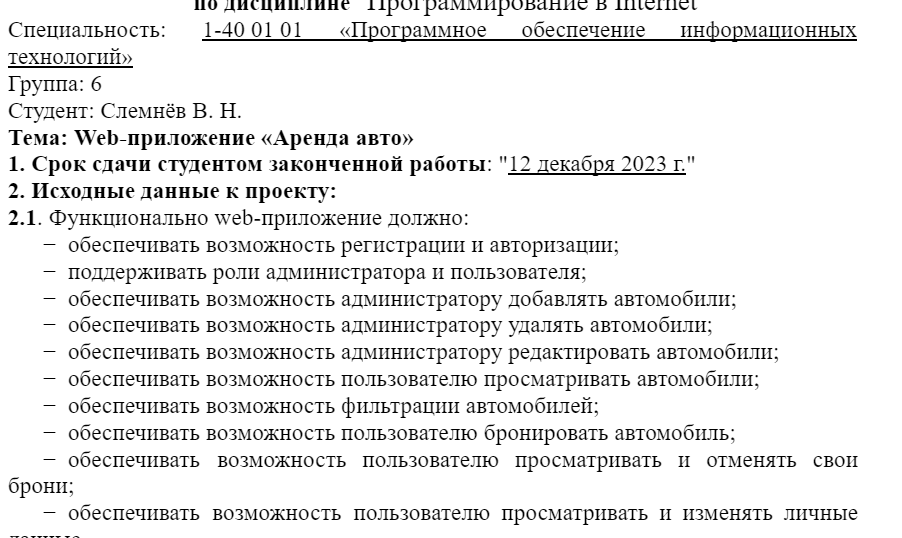 по дисциплине "Программирование в Internet"
Специальность: 1-40 01 01 «Программное обеспечение информационных
технологий»
Группа: 6
Студент: Слемнёв В. Н.
Тема: Web-приложение «Аренда авто»
1. Срок сдачи студентом законченной работы: "12 декабря 2023 г."
2. Исходные данные к проекту:
2.1. Функционально web-приложение должно:
− обеспечивать возможность регистрации и авторизации;
− поддерживать роли администратора и пользователя;
− обеспечивать возможность администратору добавлять автомобили;
− обеспечивать возможность администратору удалять автомобили;
− обеспечивать возможность администратору редактировать автомобили;
− обеспечивать возможность пользователю просматривать автомобили;
− обеспечивать возможность фильтрации автомобилей;
− обеспечивать возможность пользователю бронировать автомобиль;
− обеспечивать возможность пользователю просматривать и отменять свои
брони;
− обеспечивать возможность пользователю просматривать и изменять личные